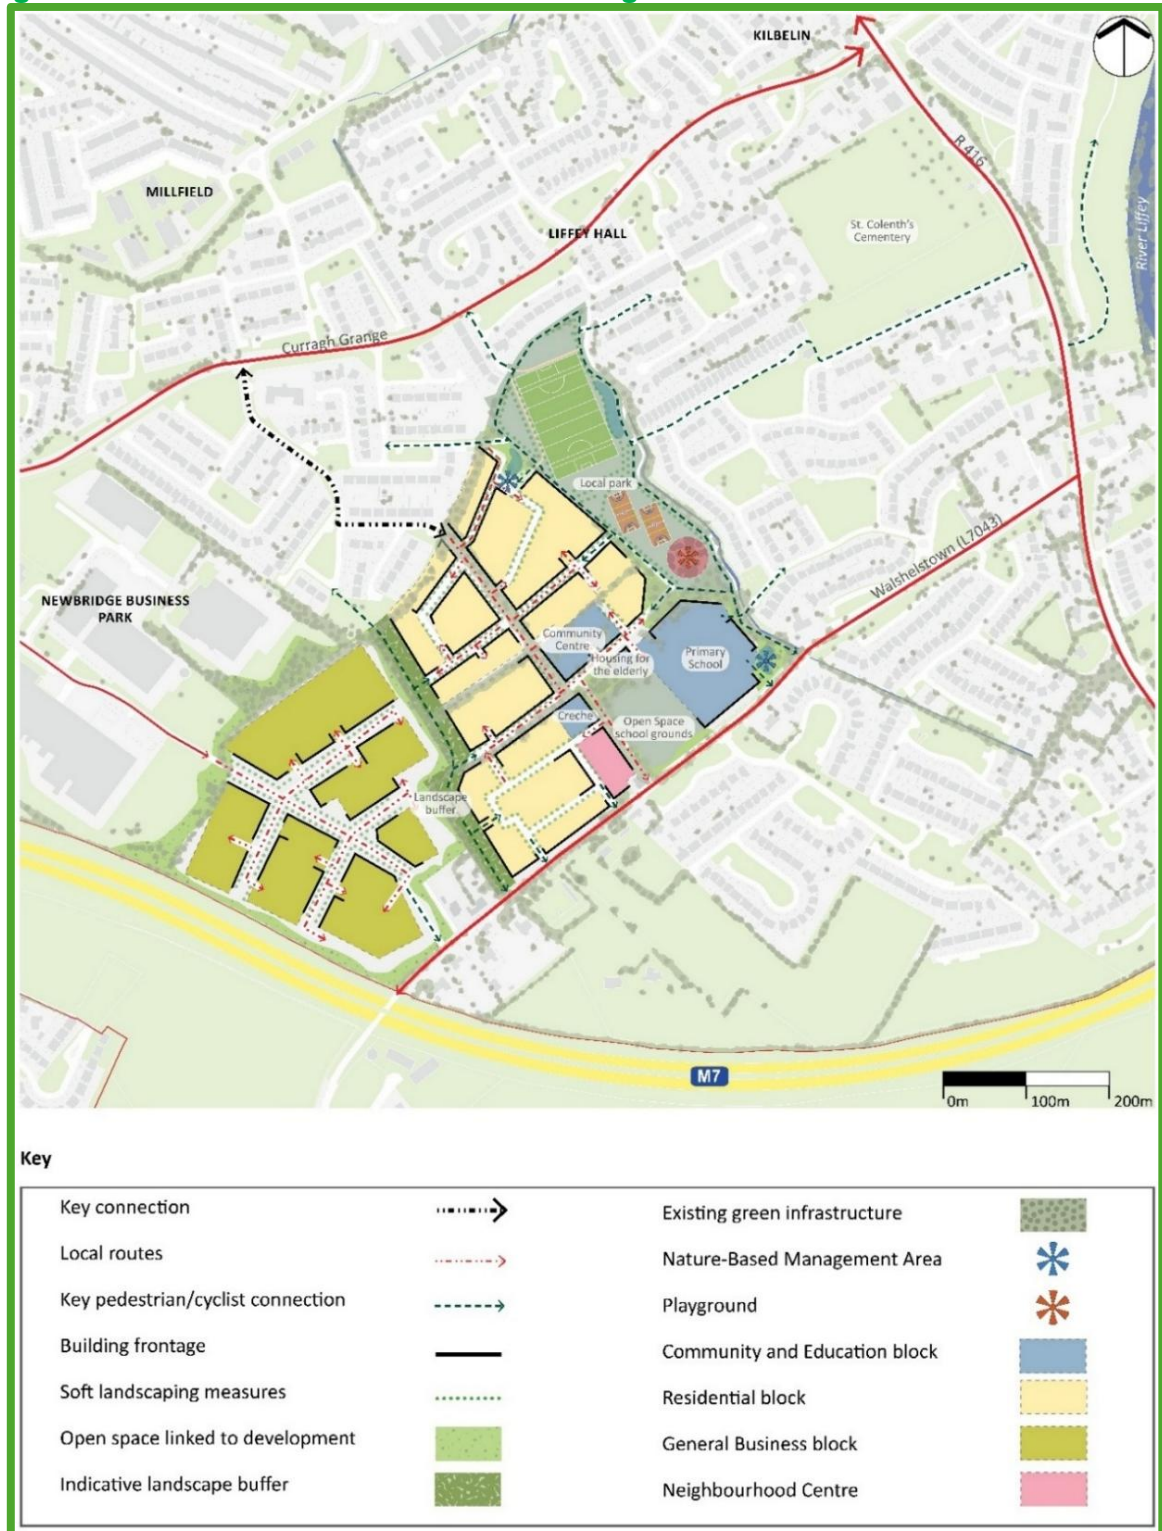 KILBELIN
R 416
MILLFIELD
River Liffey
LIFFEY HALL
St. Colenth's
Cementery
Curragh Grange
Local park
Walshelstown (L7043)
NEWBRIDGE BUSINESS
PARK
Community
Centre
Housing for
the elderly
Primary
School
Creche
Open Space
school grounds
Landscape
buffer
M7
0m
100m
200m
Key
Key connection
Local routes
Key pedestrian/cyclist connection
Building frontage
Soft landscaping measures
Open space linked to development
Indicative landscape buffer
Existing green infrastructure
Nature-Based Management Area
Playground
Community and Education block
Residential block
General Business block
Neighbourhood Centre